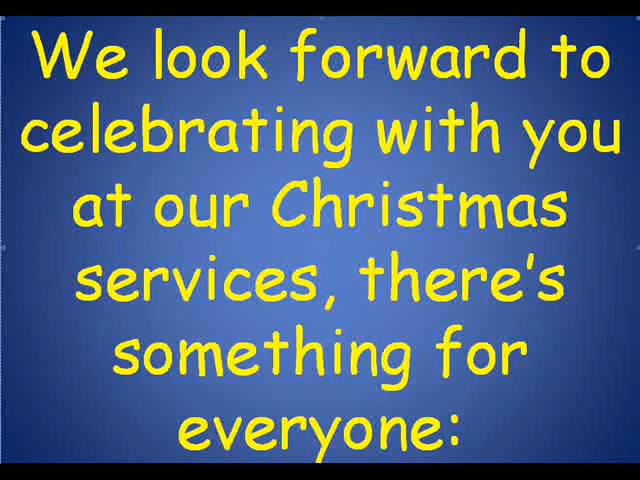 We look forward to
celebrating with you
at our Christmas
services, there's
something for
everyone: